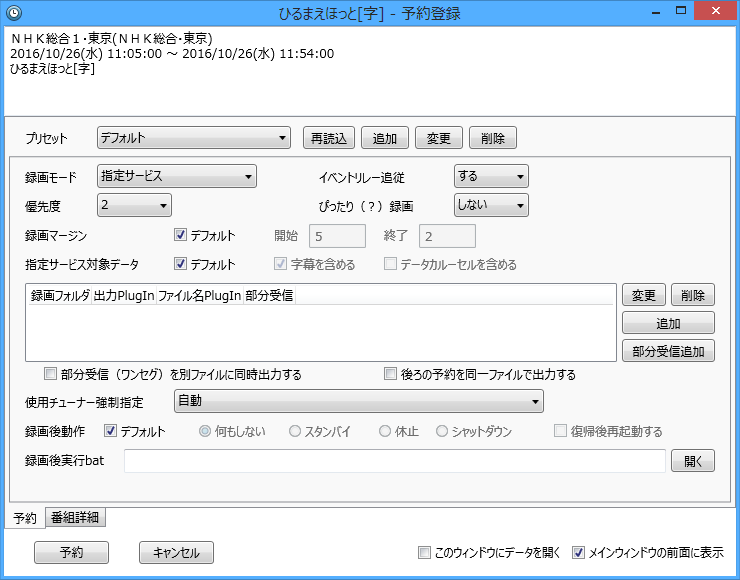 ひるまえほっと[字] - 予約登録
ＮＨＫ総合１・東京(ＮＨＫ総合・東京)
2016/10/26(水) 11:05:00 ～ 2016/10/26(水) 11:54:00
ひるまえほっと[字]
プリセット デフォルト 再読込 追加 変更 削除
録画モード 指定サービス イベントリレー追従 する
優先度 2 ぴったり（？）録画 しない
録画マージン デフォルト 開始 5 終了 2
指定サービス対象データ デフォルト 字幕を含める データカルーセルを含める
録画フォルダ 出力PlugIn ファイル名PlugIn 部分受信 変更 削除
追加
部分受信追加
部分受信（ワンセグ）を別ファイルに同時出力する 後ろの予約を同一ファイルで出力する
使用チューナー強制指定 自動
録画後動作 デフォルト 何もしない スタンバイ 休止 シャットダウン 復帰後再起動する
録画後実行bat 開く
予約 番組詳細
予約 キャンセル このウィンドウにデータを開く メインウィンドウの前面に表示